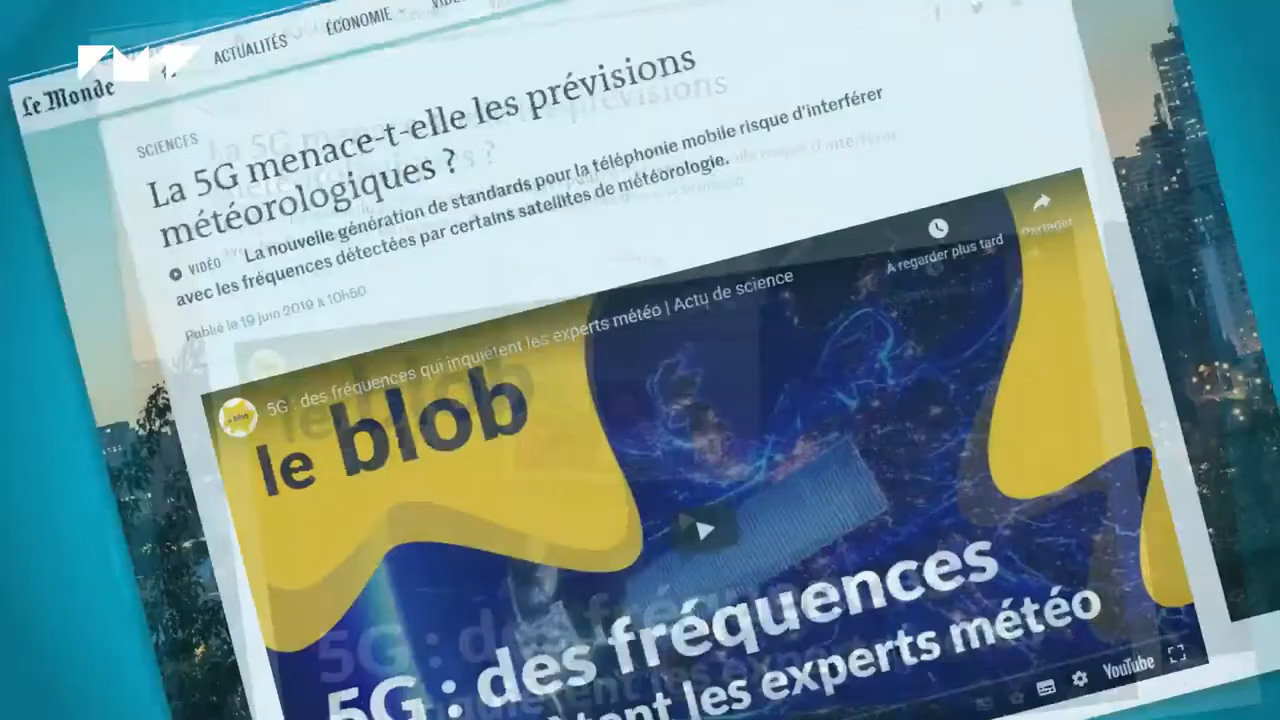 ACTUALITÉS
ÉCONOMIE
Le Monde
SCIENCES
La 5G menace-t-elle les prévisions
météorologiques ?
VIDÉO La nouvelle génération de standards pour la téléphonie mobile risque d'interférer
avec les fréquences détectées par certains satellites de météorologie.
Publié le 19 juin 2019 à 10h50
Partager
À regarder plus tard
5G : des fréquences qui inquiètent les experts météo | Actu de science
le blob
5G : des fréquences
les experts météo
YouTube